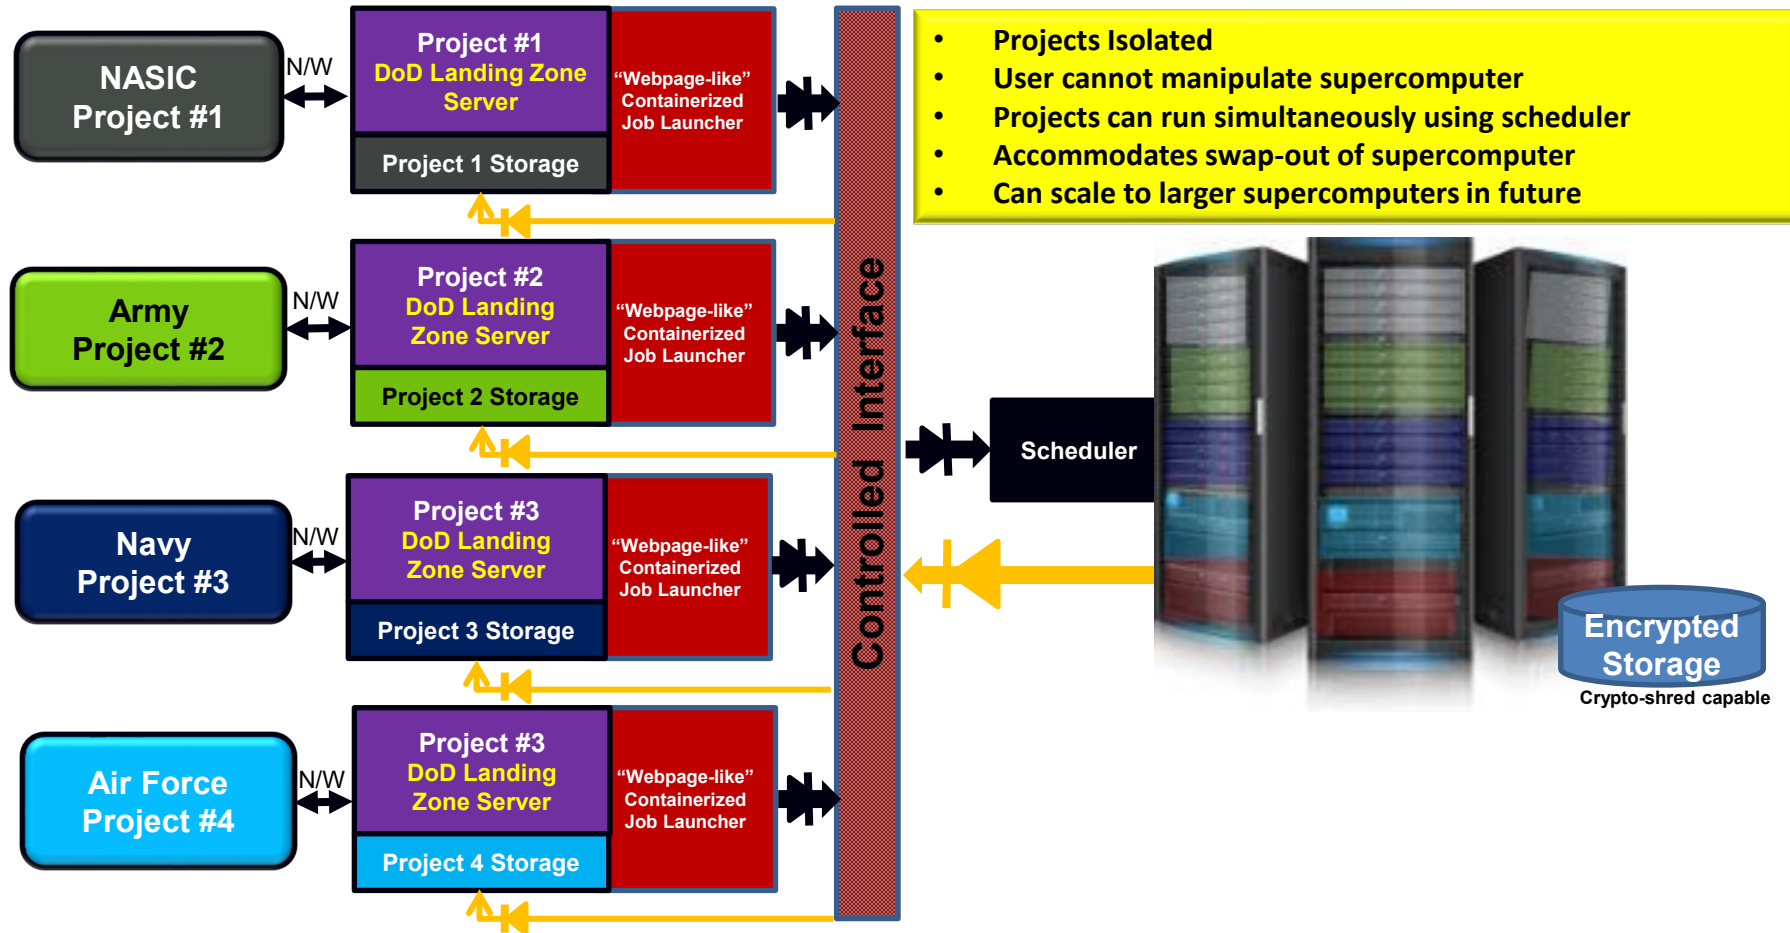 NASIC
Project #1
N/W
Project #1
DoD Landing Zone
Server
Project 1 Storage
“Webpage-like”
Containerized
Job Launcher
• Projects Isolated
• User cannot manipulate supercomputer
• Projects can run simultaneously using scheduler
• Accommodates swap-out of supercomputer
• Can scale to larger supercomputers in future
Army
Project #2
N/W
Project #2
DoD Landing
Zone Server
Project 2 Storage
“Webpage-like”
Containerized
Job Launcher
Controlled Interface
Scheduler
Navy
Project #3
N/W
Project #3
DoD Landing
Zone Server
Project 3 Storage
“Webpage-like”
Containerized
Job Launcher
Encrypted
Storage
Crypto-shred capable
Air Force
Project #4
N/W
Project #3
DoD Landing
Zone Server
Project 4 Storage
“Webpage-like”
Containerized
Job Launcher